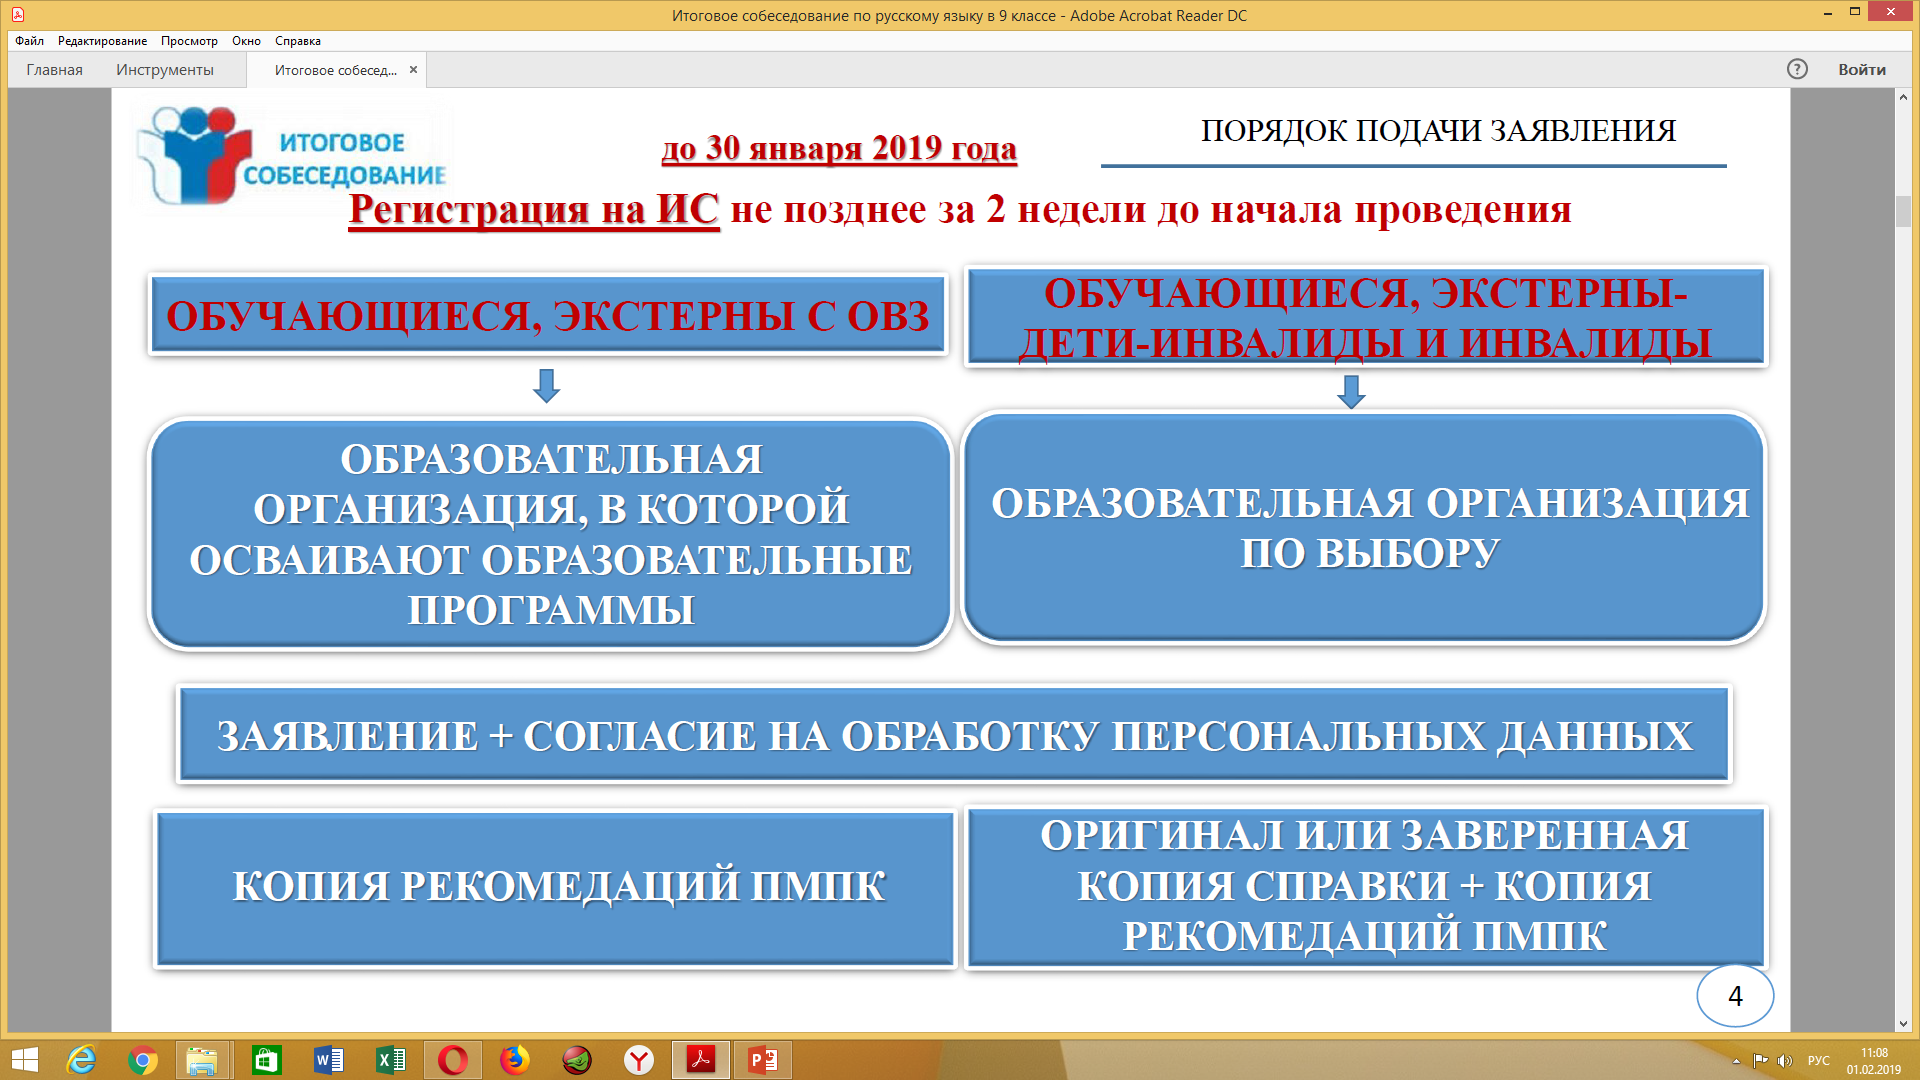 Итоговое собеседование по русскому языку в 9 классе - Adobe Acrobat Reader DC
Файл Редактирование Просмотр Окно Справка
Главная Инструменты Итоговое собесед... × ? Войти
ИТОГОВОЕ
СОБЕСЕДОВАНИЕ
до 30 января 2019 года
ПОРЯДОК ПОДАЧИ ЗАЯВЛЕНИЯ
Регистрация на ИС не позднее за 2 недели до начала проведения
ОБУЧАЮЩИЕСЯ, ЭКСТЕРНЫ С ОВЗ
ОБУЧАЮЩИЕСЯ, ЭКСТЕРНЫ-
ДЕТИ-ИНВАЛИДЫ И ИНВАЛИДЫ
ОБРАЗОВАТЕЛЬНАЯ
ОРГАНИЗАЦИЯ, В КОТОРОЙ
ОСВАИВАЮТ ОБРАЗОВАТЕЛЬНЫЕ
ПРОГРАММЫ
ОБРАЗОВАТЕЛЬНАЯ ОРГАНИЗАЦИЯ
ПО ВЫБОРУ
ЗАЯВЛЕНИЕ + СОГЛАСИЕ НА ОБРАБОТКУ ПЕРСОНАЛЬНЫХ ДАННЫХ
КОПИЯ РЕКОМЕДАЦИЙ ПМПК
ОРИГИНАЛ ИЛИ ЗАВЕРЕННАЯ
КОПИЯ СПРАВКИ + КОПИЯ
РЕКОМЕДАЦИЙ ПМПК
4
РУС
11:08
01.02.2019